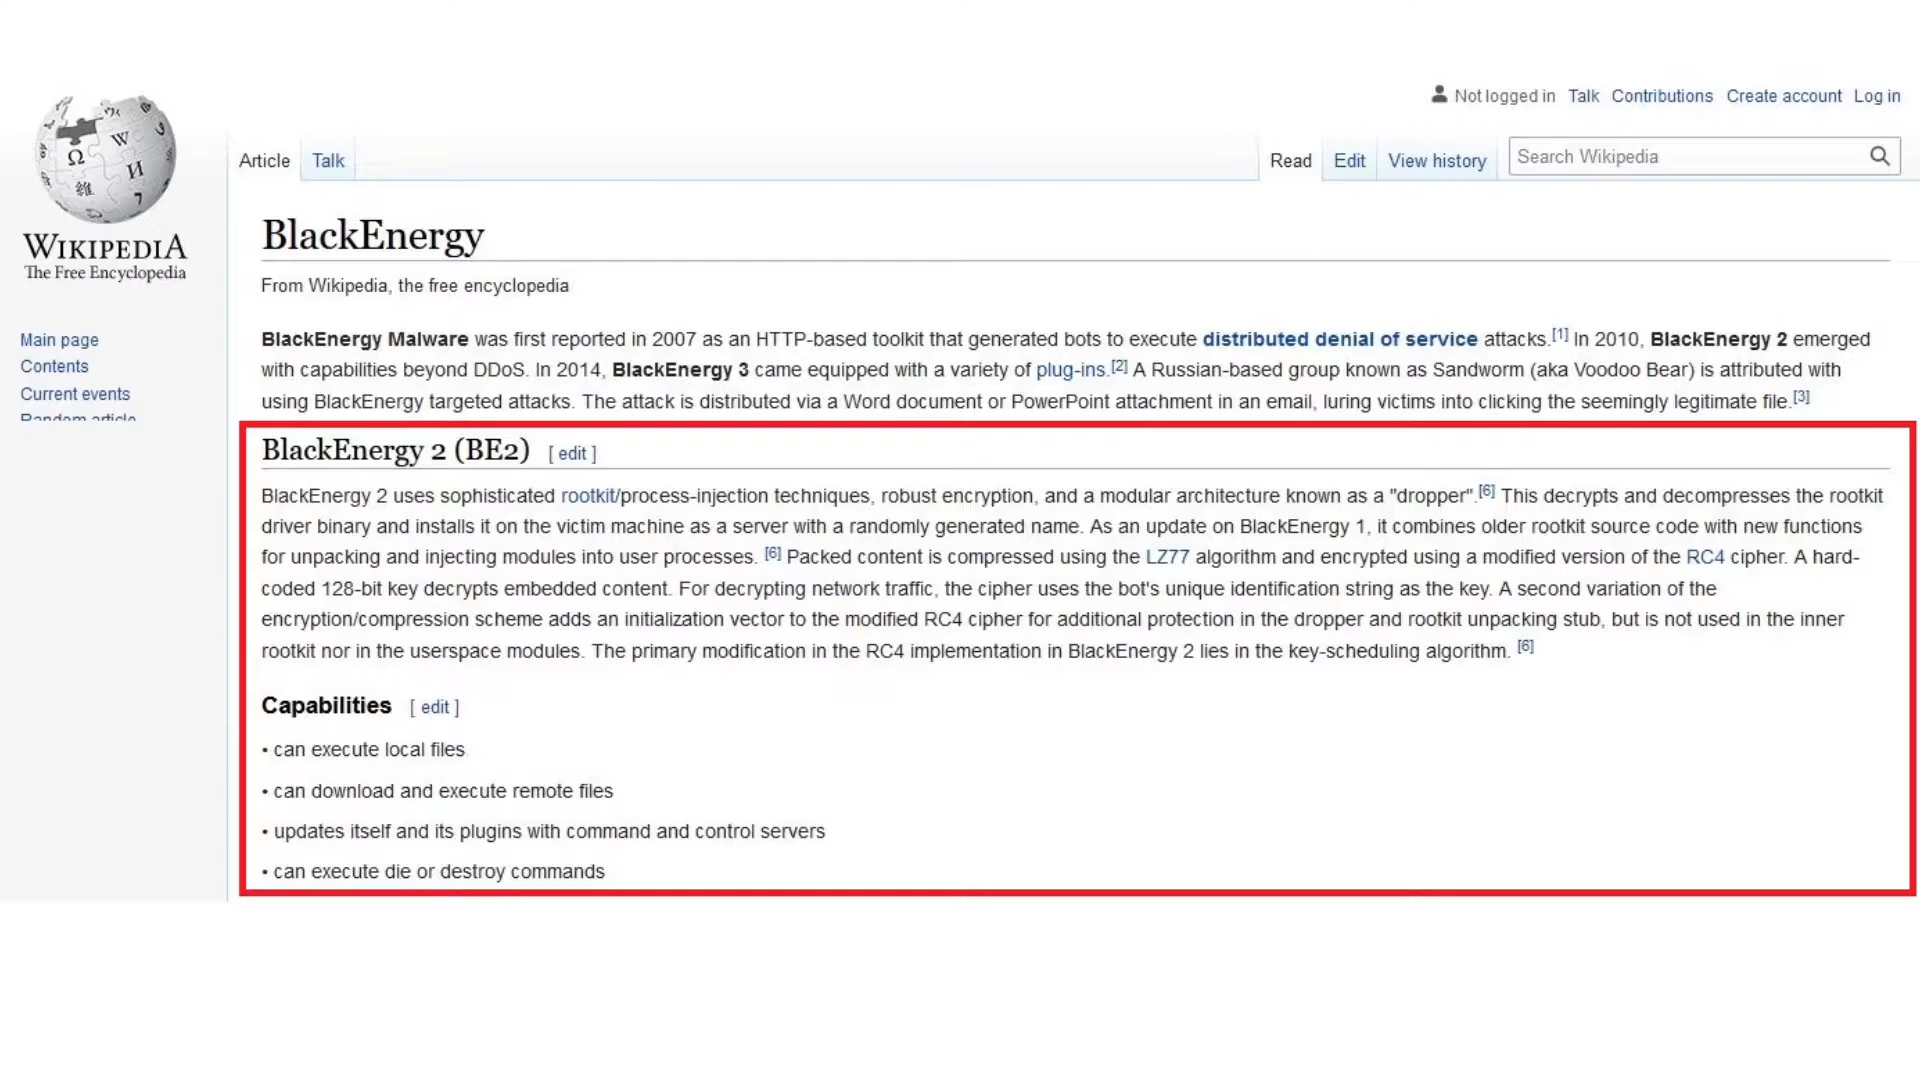 Not logged in Talk Contributions Create account Log in
Article Talk Read Edit View history Search Wikipedia
WIKIPEDIA
The Free Encyclopedia
Main page
Contents
Current events
Random article
BlackEnergy
From Wikipedia, the free encyclopedia
BlackEnergy Malware was first reported in 2007 as an HTTP-based toolkit that generated bots to execute distributed denial of service attacks.[1] In 2010, BlackEnergy 2 emerged
with capabilities beyond DDoS. In 2014, BlackEnergy 3 came equipped with a variety of plug-ins.[2] A Russian-based group known as Sandworm (aka Voodoo Bear) is attributed with
using BlackEnergy targeted attacks. The attack is distributed via a Word document or PowerPoint attachment in an email, luring victims into clicking the seemingly legitimate file.[3]
BlackEnergy 2 (BE2) [ edit ]
BlackEnergy 2 uses sophisticated rootkit/process-injection techniques, robust encryption, and a modular architecture known as a "dropper".[6] This decrypts and decompresses the rootkit
driver binary and installs it on the victim machine as a server with a randomly generated name. As an update on BlackEnergy 1, it combines older rootkit source code with new functions
for unpacking and injecting modules into user processes. [6] Packed content is compressed using the LZ77 algorithm and encrypted using a modified version of the RC4 cipher. A hard-
coded 128-bit key decrypts embedded content. For decrypting network traffic, the cipher uses the bot's unique identification string as the key. A second variation of the
encryption/compression scheme adds an initialization vector to the modified RC4 cipher for additional protection in the dropper and rootkit unpacking stub, but is not used in the inner
rootkit nor in the userspace modules. The primary modification in the RC4 implementation in BlackEnergy 2 lies in the key-scheduling algorithm. [6]
Capabilities [ edit ]
• can execute local files
• can download and execute remote files
• updates itself and its plugins with command and control servers
• can execute die or destroy commands